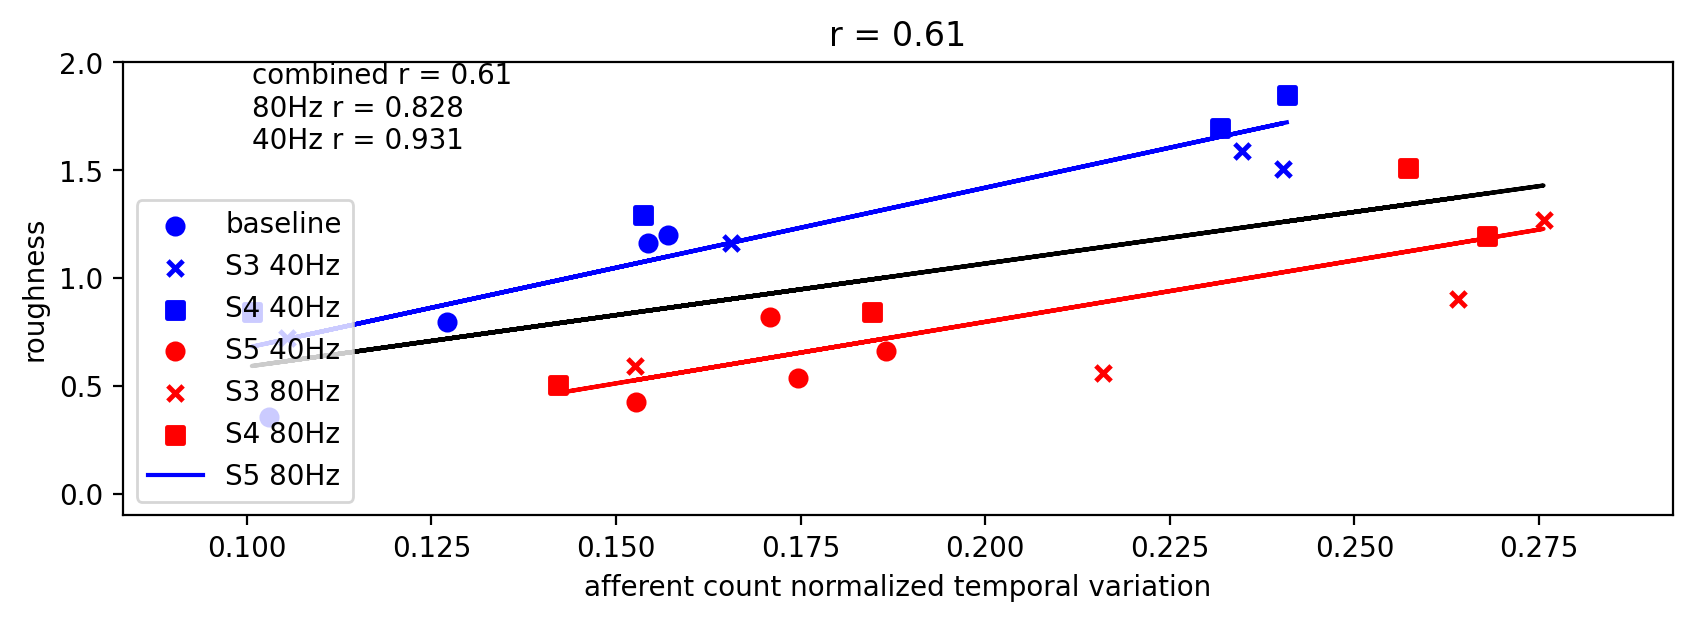 r = 0.61
combined r = 0.61
80Hz r = 0.828
40Hz r = 0.931
2.0
1.5
1.0
0.5
0.0
roughness
baseline
S3 40Hz
S4 40Hz
S5 40Hz
S3 80Hz
S4 80Hz
S5 80Hz
0.100 0.125 0.150 0.175 0.200 0.225 0.250 0.275
afferent count normalized temporal variation